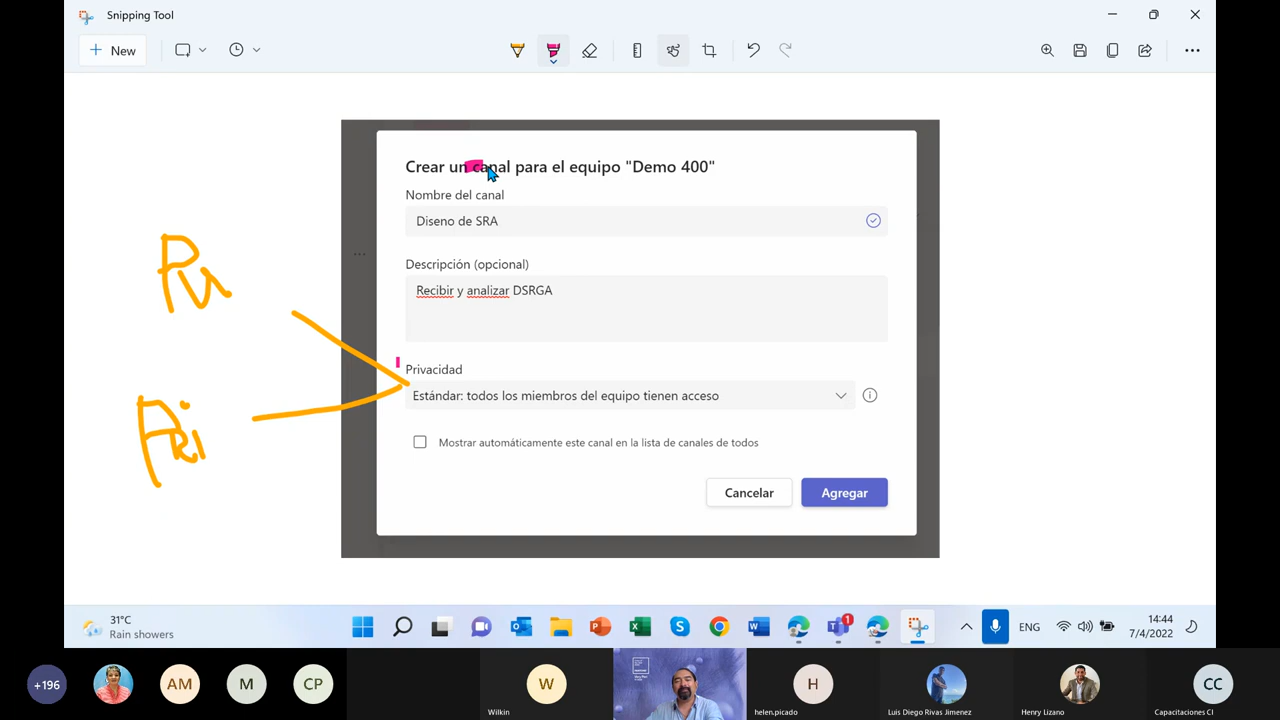 Snipping Tool
New
Crear un canal para el equipo "Demo 400"
Nombre del canal
Diseno de SRA
Descripción (opcional)
Recibir y analizar DSRGA
Pu
Privacidad
Estándar: todos los miembros del equipo tienen acceso
Pri
Mostrar automáticamente este canal en la lista de canales de todos
Cancelar
Agregar
31°C
Rain showers
1
ENG
14:44
7/4/2022
+196
AM
M
CP
W
Wilkin
H
helen.picado
Luis Diego Rivas Jimenez
Henry Lizano
CC
Capacitaciones CI